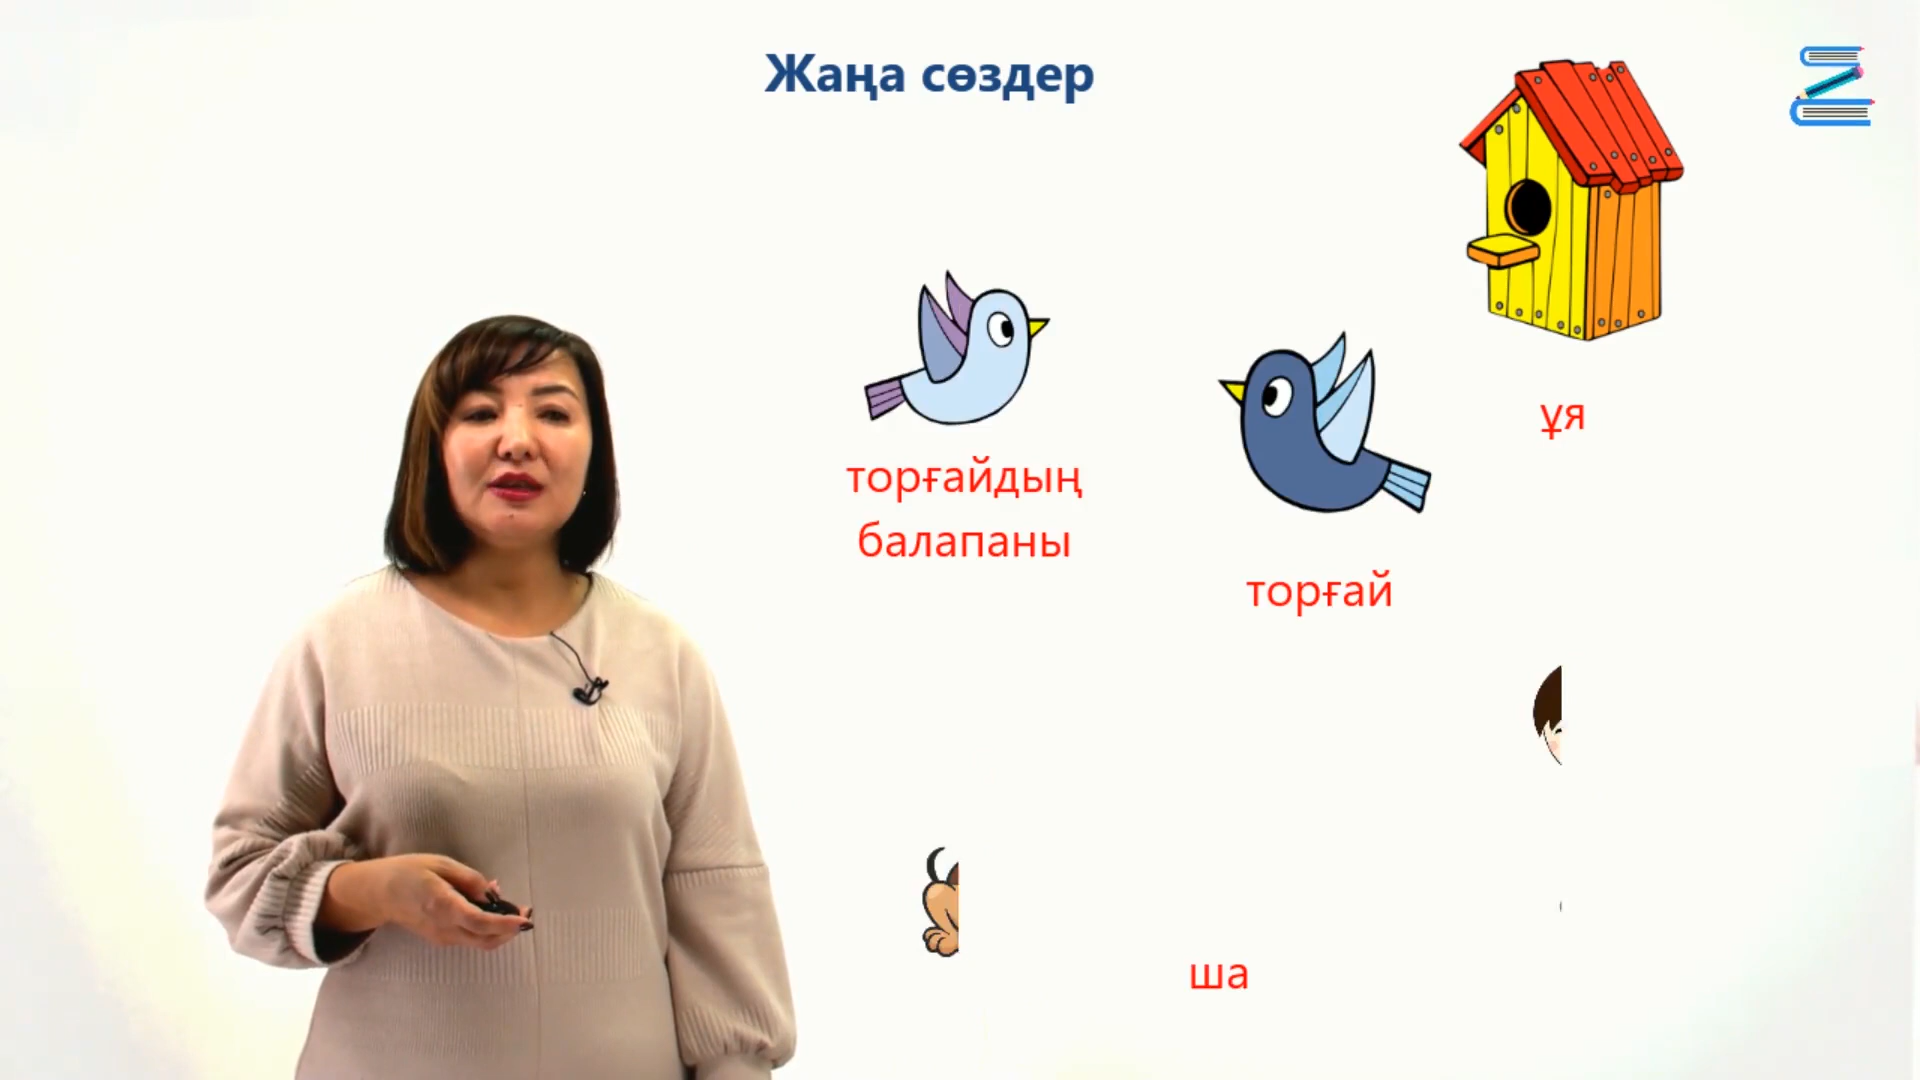 Жаңа сөздер
ұя
торғайдың
балапаны
торғай
ша